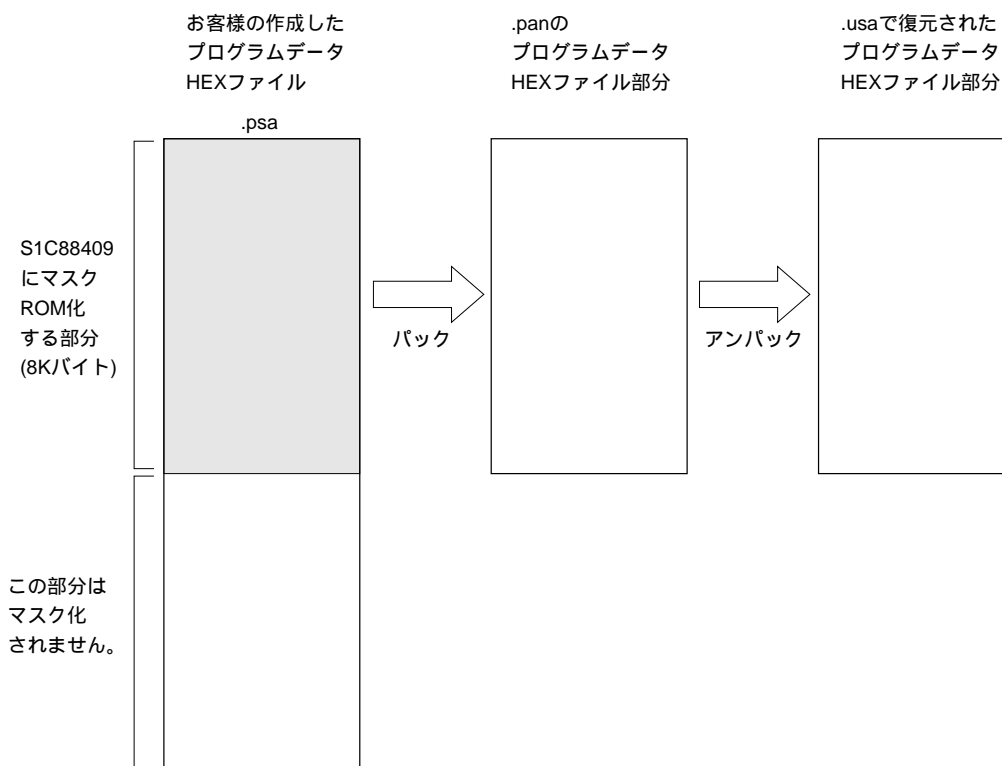 お客様の作成した
プログラムデータ
HEXファイル
.panの
プログラムデータ
HEXファイル部分
.usaで復元された
プログラムデータ
HEXファイル部分
.psa
S1C88409
にマスク
ROM化
する部分
(8Kバイト)
パック
アンパック
この部分は
マスク化
されません。